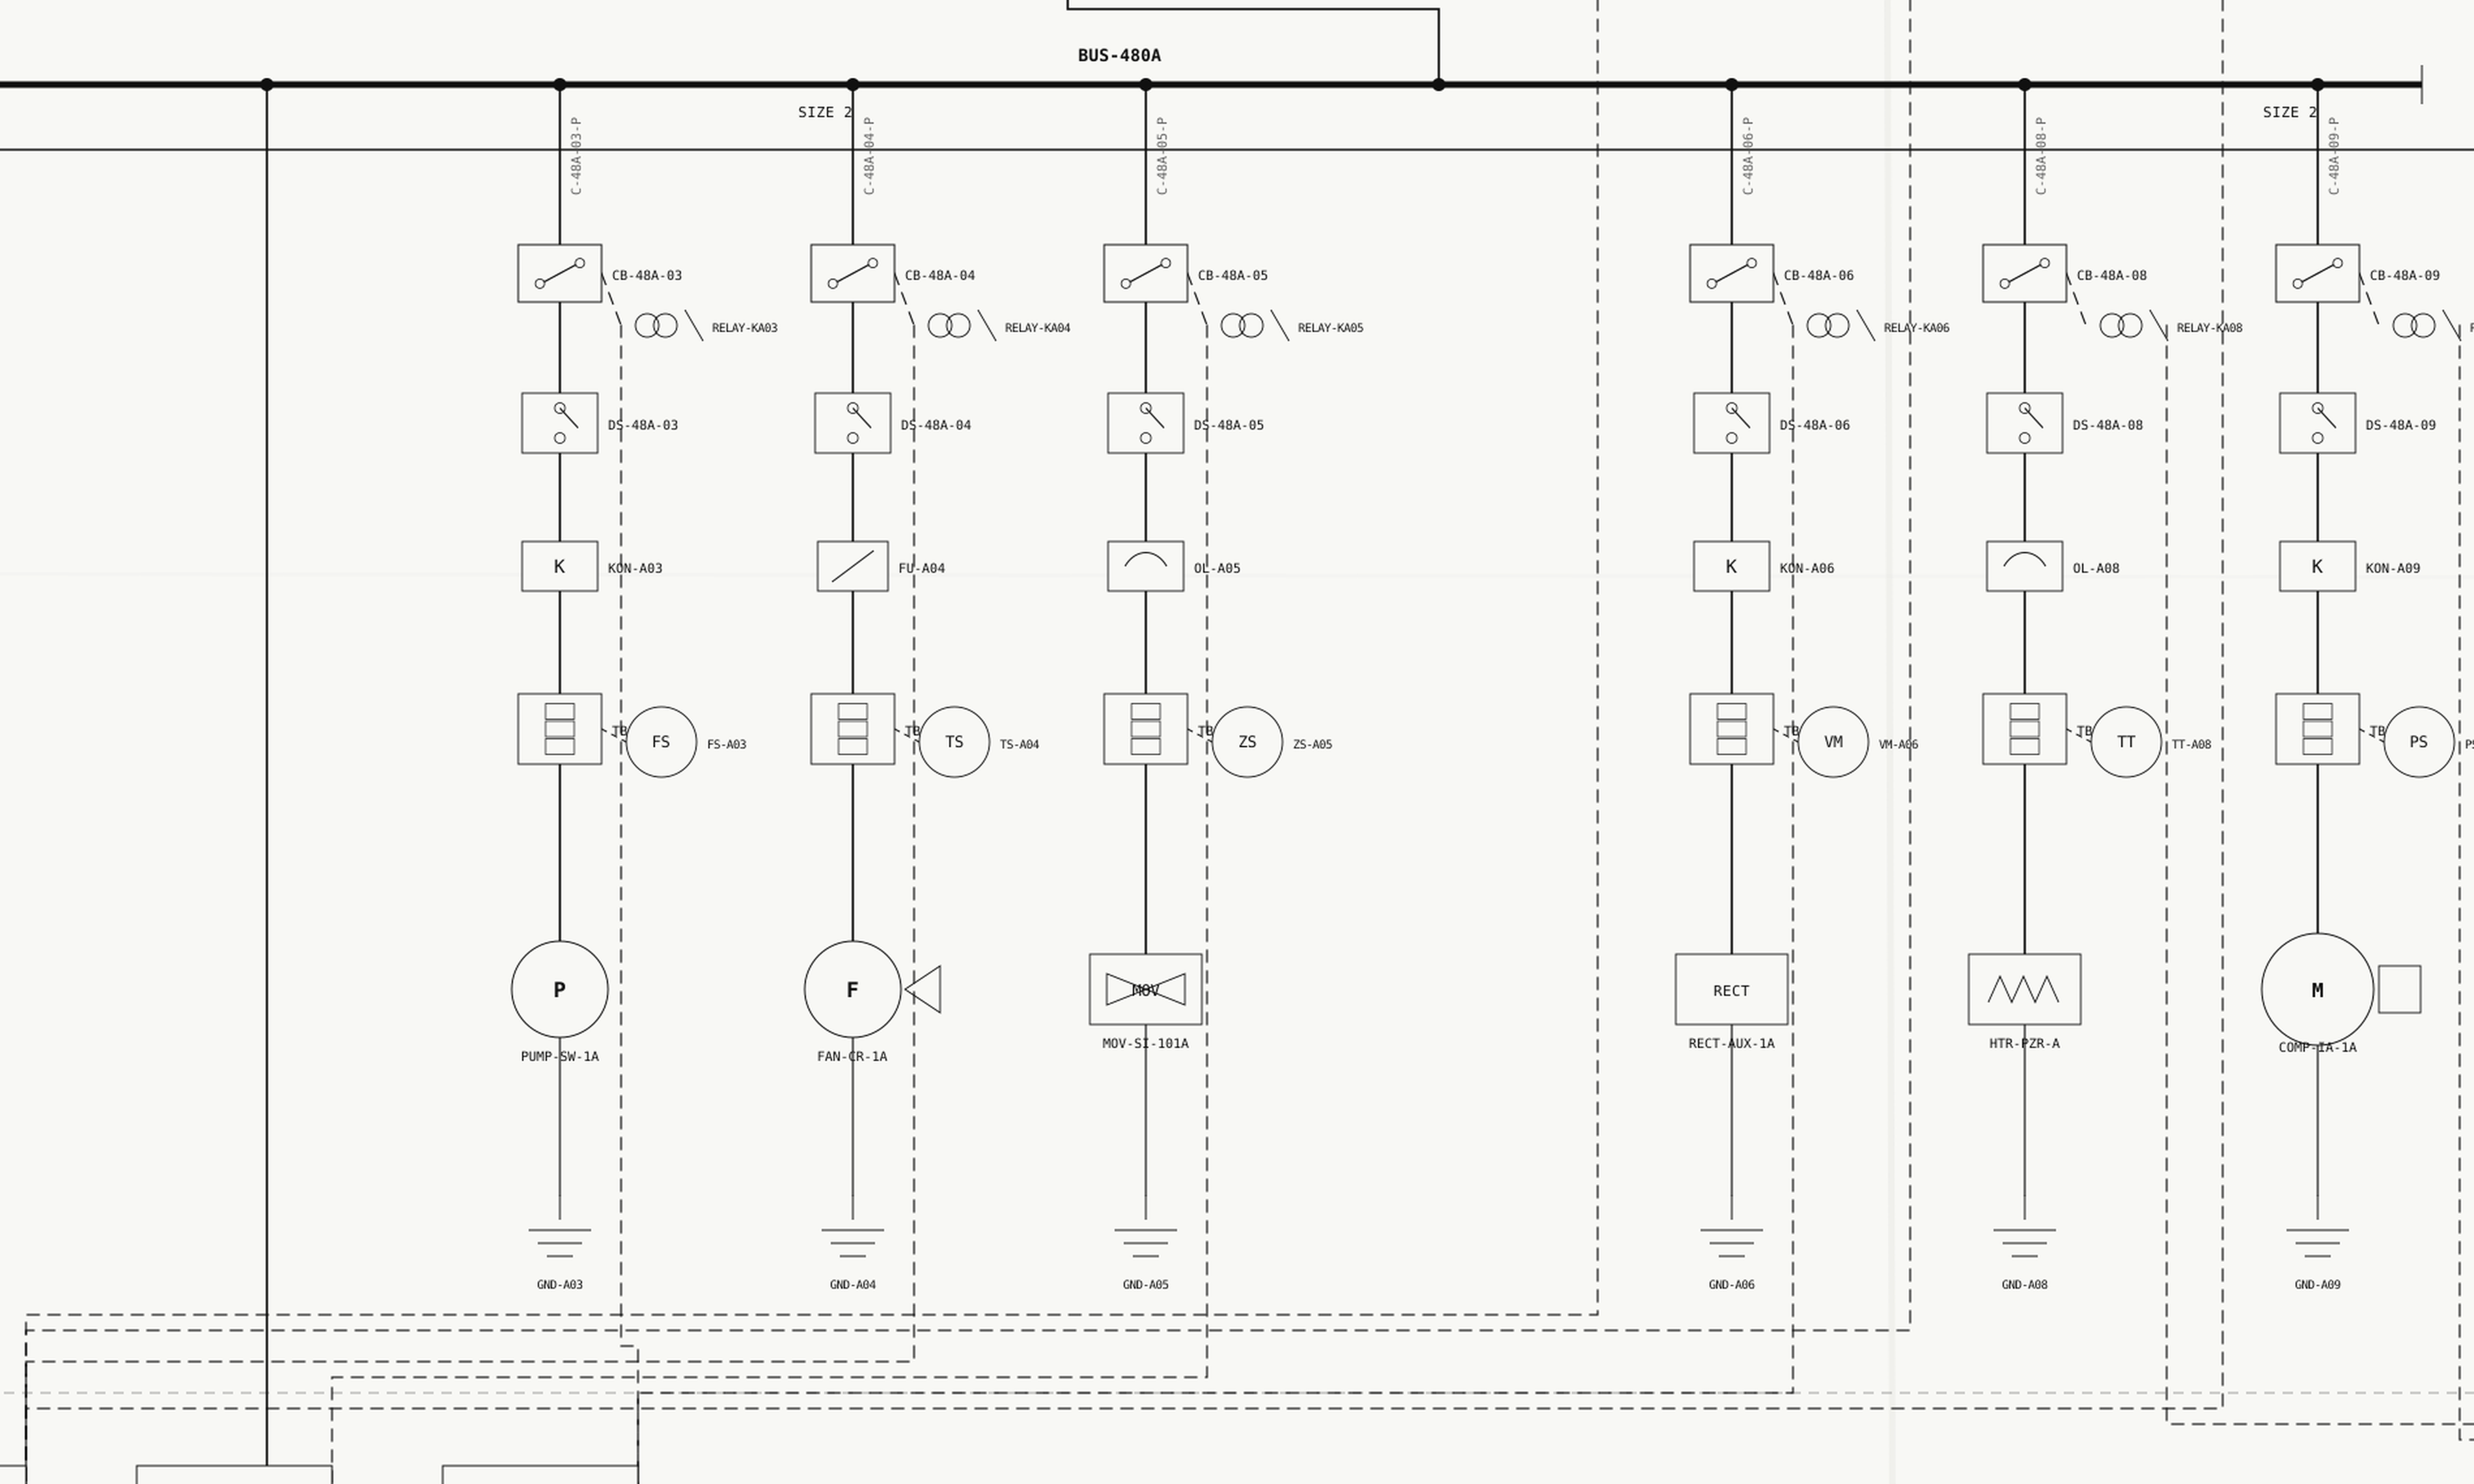 BUS-480A
SIZE 2
SIZE 2
C-48A-03-P
C-48A-04-P
C-48A-05-P
C-48A-06-P
C-48A-08-P
C-48A-09-P
CB-48A-03
CB-48A-04
CB-48A-05
CB-48A-06
CB-48A-08
CB-48A-09
RELAY-KA03
RELAY-KA04
RELAY-KA05
RELAY-KA06
RELAY-KA08
DS-48A-03
DS-48A-04
DS-48A-05
DS-48A-06
DS-48A-08
DS-48A-09
K
KON-A03
FU-A04
OL-A05
K
KON-A06
OL-A08
K
KON-A09
TB
FS
FS-A03
TB
TS
TS-A04
TB
ZS
ZS-A05
TB
VM
VM-A06
TB
TT
TT-A08
TB
PS
P
F
MOV
RECT
M
PUMP-SW-1A
FAN-CR-1A
MOV-SI-101A
RECT-AUX-1A
HTR-PZR-A
COMP-IA-1A
GND-A03
GND-A04
GND-A05
GND-A06
GND-A08
GND-A09